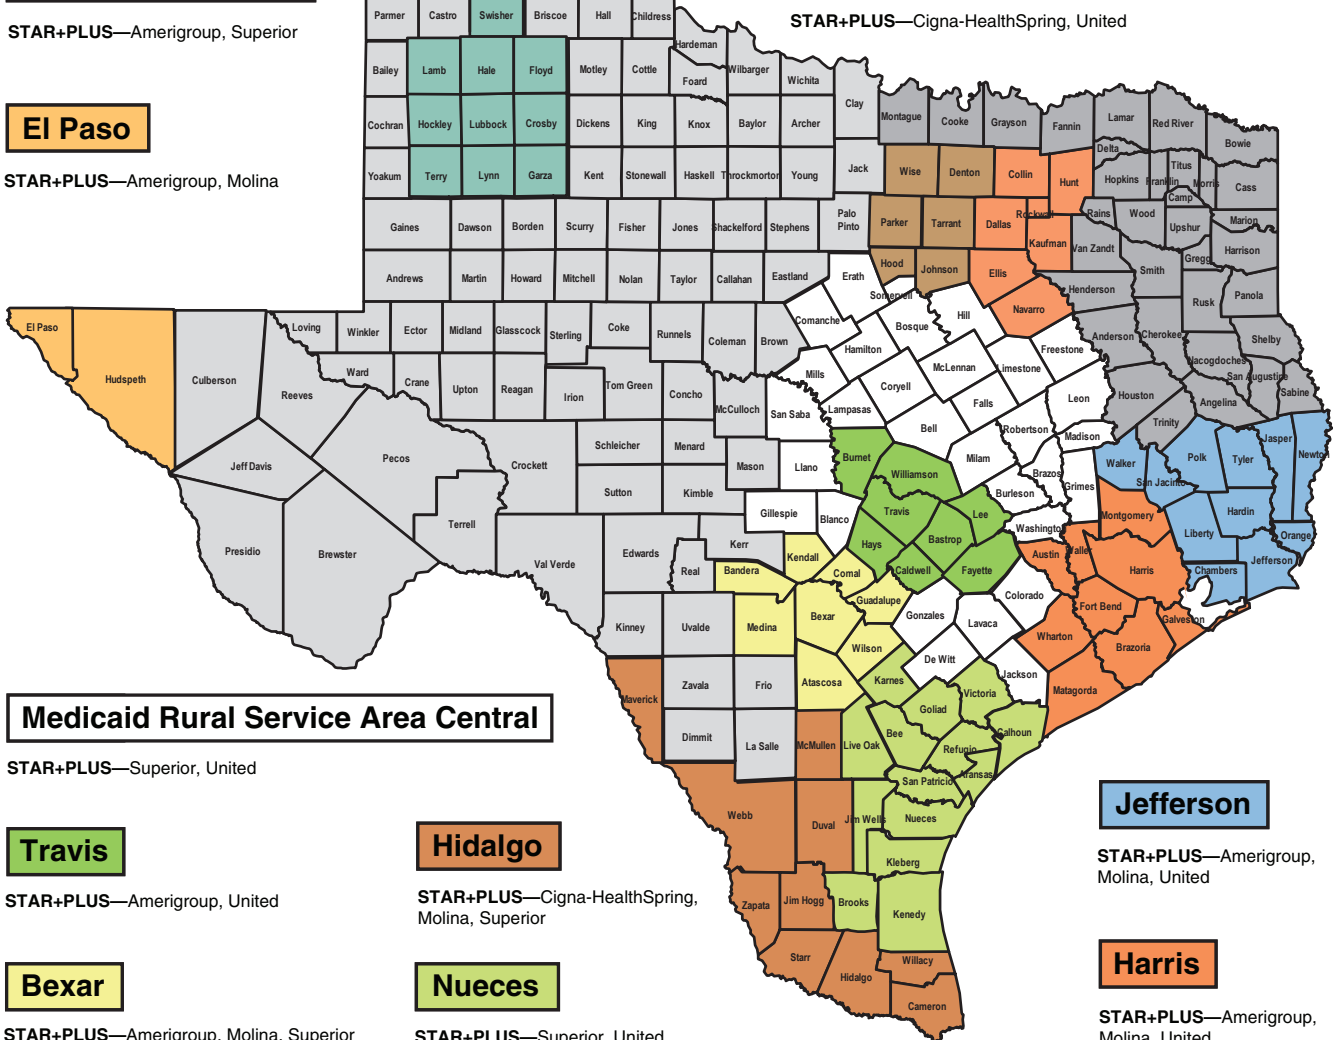 STAR+PLUS—Amerigroup, Superior
STAR+PLUS—Cigna-HealthSpring, United
El Paso
STAR+PLUS—Amerigroup, Molina
Parmer Castro Swisher Briscoe Hall Childress
Hardeman
Bailey Lamb Hale Floyd Motley Cottle Foard Wilbarger Wichita
Clay
Cochran Hockley Lubbock Crosby Dickens King Knox Baylor Archer
Montague Cooke Grayson Fannin Lamar Red River Bowie
Delta
Yoakum Terry Lynn Garza Kent Stonewall Haskell Throckmorton Young Jack
Wise Denton Collin Hunt Hopkins Franklin Titus Morris Cass
Camp
Gaines Dawson Borden Scurry Fisher Jones Shackelford Stephens
Palo
Pinto
Parker Tarrant Dallas Rockwall Kaufman Rains Wood Upshur Marion
Van Zandt Harrison
Gregg
Andrews Martin Howard Mitchell Nolan Taylor Callahan Eastland
Erath Hood Johnson Ellis Smith
Somervell Henderson Rusk Panola
Navarro
El Paso Hudspeth Culberson
Loving Winkler Ector Midland Glasscock Sterling Coke Runnels Coleman Brown
Comanche Bosque Hill
Hamilton McLennan Limestone Freestone Anderson Cherokee Shelby
Nacogdoches
San Augustine
Sabine
Reeves Ward Crane Upton Reagan Irion Tom Green Concho McCulloch San Saba
Mills Coryell Falls Leon Houston Angelina
Lampasas
Bell Robertson Trinity
Madison
Jeff Davis Pecos Crockett Schleicher Menard Mason Llano
Burnet Williamson Milam Brazos Grimes Walker San Jacinto Polk Tyler Jasper Newton
Sutton Kimble Burleson
Terrell Gillespie Blanco Travis Lee Washington Montgomery Liberty Hardin Orange
Presidio Brewster Val Verde Edwards Real Kerr Kendall Hays Bastrop Austin Waller Harris Chambers Jefferson
Bandera Comal Caldwell Fayette
Guadalupe Colorado Fort Bend Galveston
Kinney Uvalde Medina Bexar Gonzales Lavaca Wharton Brazoria
Wilson De Witt
Maverick Zavala Frio Atascosa Karnes Jackson Matagorda
Victoria
Goliad
Dimmit La Salle McMullen Live Oak Bee Refugio Calhoun
Aransas
San Patricio
Webb Duval Jim Wells Nueces
Kleberg
Zapata Jim Hogg Brooks Kenedy
Starr Hidalgo Willacy
Cameron
Medicaid Rural Service Area Central
STAR+PLUS—Superior, United
Travis
STAR+PLUS—Amerigroup, United
Bexar
STAR+PLUS—Amerigroup, Molina, Superior
Hidalgo
STAR+PLUS—Cigna-HealthSpring,
Molina, Superior
Nueces
STAR+PLUS—Superior, United
Jefferson
STAR+PLUS—Amerigroup,
Molina, United
Harris
STAR+PLUS—Amerigroup,
Molina, United